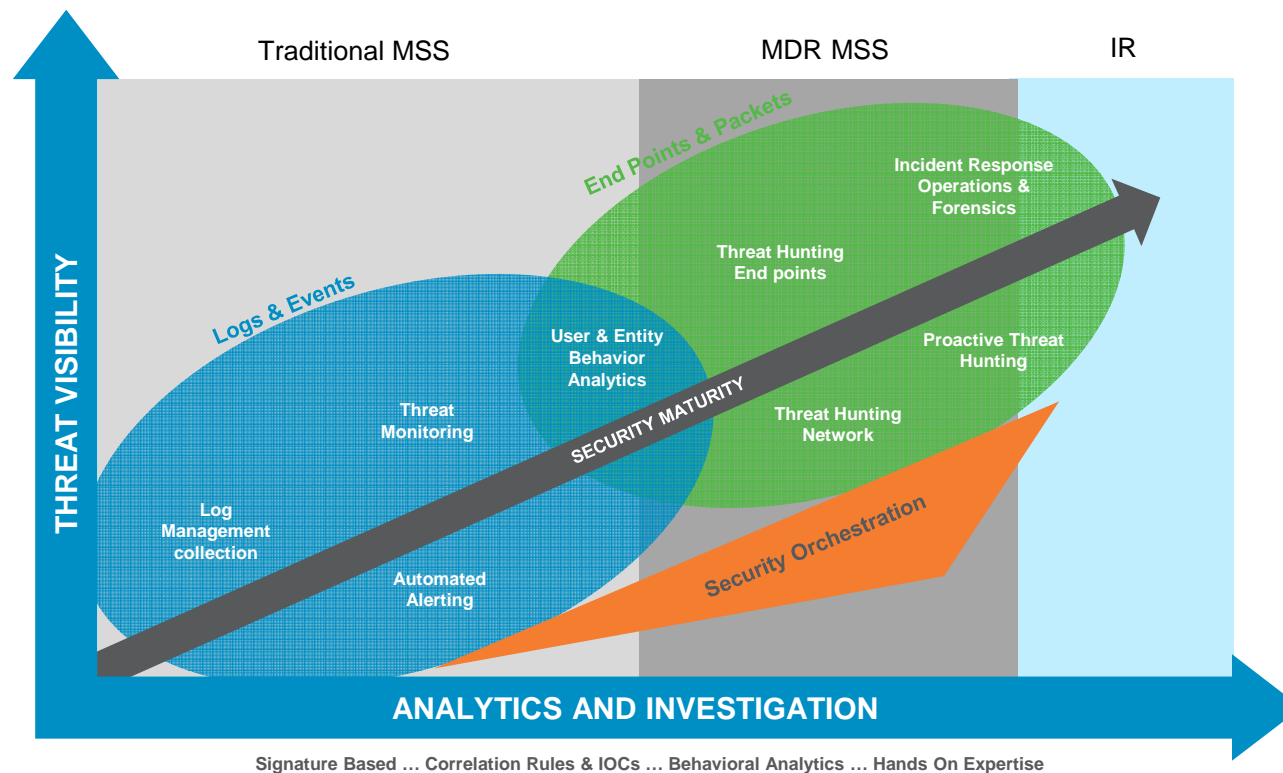 Traditional MSS
MDR MSS
IR
End Points & Packets
Incident Response
Operations &
Forensics
Threat Hunting
End points
Logs & Events
User & Entity
Behavior
Analytics
Proactive Threat
Hunting
Threat
Monitoring
SECURITY MATURITY
Threat Hunting
Network
Log
Management
collection
Automated
Alerting
Security Orchestration
THREAT VISIBILITY
ANALYTICS AND INVESTIGATION
Signature Based … Correlation Rules & IOCs … Behavioral Analytics … Hands On Expertise